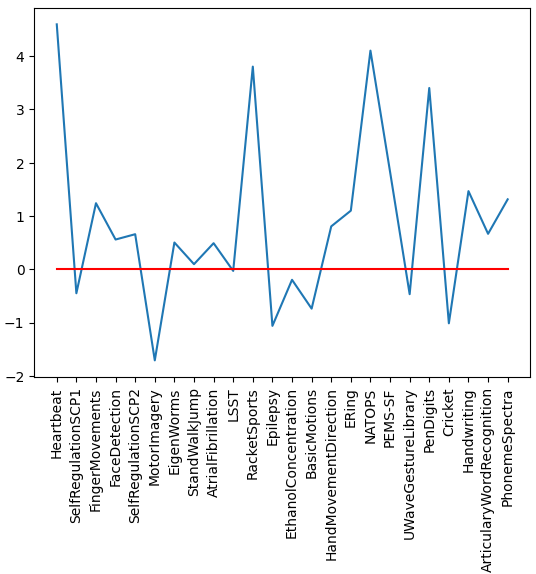 4
3
2
1
0
−1
−2
Heartbeat
SelfRegulationSCP1
FingerMovements
FaceDetection
SelfRegulationSCP2
MotorImagery
EigenWorms
StandWalkJump
AtrialFibrillation
LSST
RacketSports
Epilepsy
EthanolConcentration
BasicMotions
HandMovementDirection
ERing
NATOPS
PEMS-SF
UWaveGestureLibrary
PenDigits
Cricket
Handwriting
ArticularyWordRecognition
PhonemeSpectra